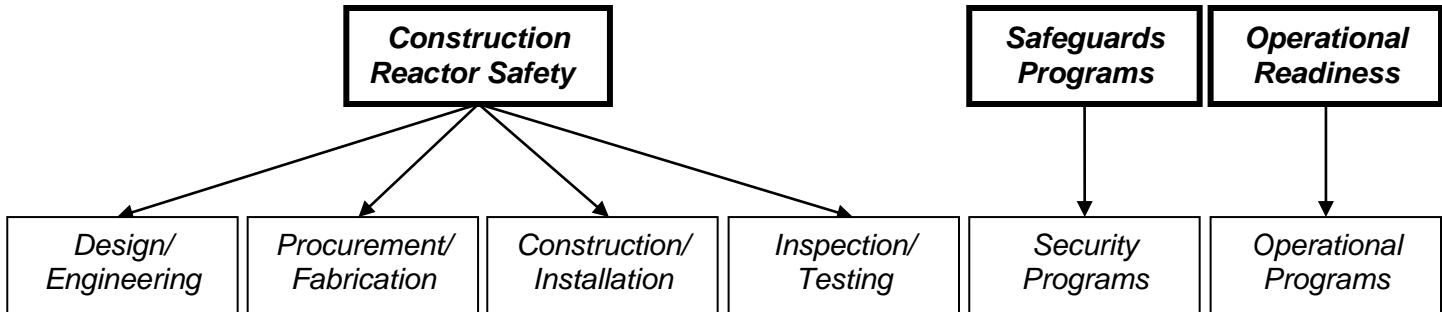 Construction
Reactor Safety
Safeguards
Programs
Operational
Readiness
Design/
Engineering
Procurement/
Fabrication
Construction/
Installation
Inspection/
Testing
Security
Programs
Operational
Programs